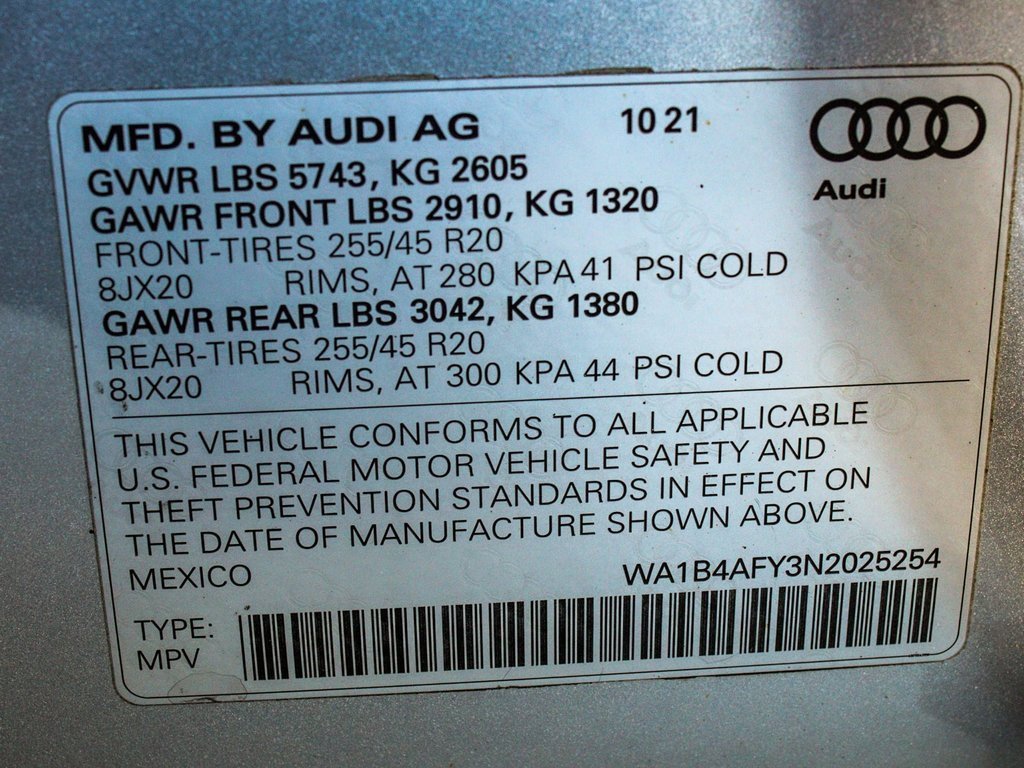 MFD. BY AUDI AG 10 21
Audi
GVWR LBS 5743, KG 2605
GAWR FRONT LBS 2910, KG 1320
FRONT-TIRES 255/45 R20
8JX20 RIMS, AT 280 KPA 41 PSI COLD
GAWR REAR LBS 3042, KG 1380
REAR-TIRES 255/45 R20
8JX20 RIMS, AT 300 KPA 44 PSI COLD
THIS VEHICLE CONFORMS TO ALL APPLICABLE
U.S. FEDERAL MOTOR VEHICLE SAFETY AND
THEFT PREVENTION STANDARDS IN EFFECT ON
THE DATE OF MANUFACTURE SHOWN ABOVE.
MEXICO WA1B4AFY3N2025254
TYPE:
MPV